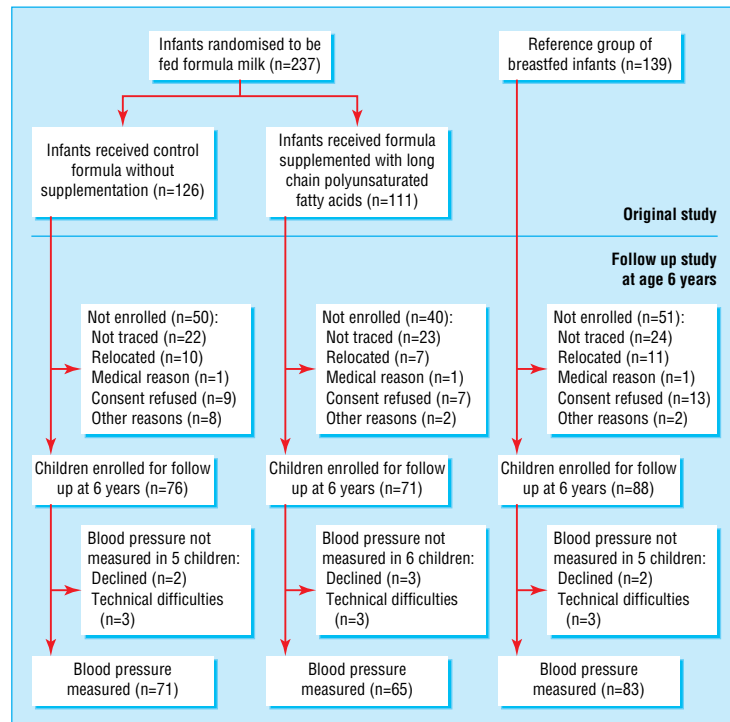 Infants randomised to be
fed formula milk (n=237)
Reference group of
breastfed infants (n=139)
Infants received control
formula without
supplementation (n=126)
Infants received formula
supplemented with long
chain polyunsaturated
fatty acids (n=111)
Original study
Follow up study
at age 6 years
Not enrolled (n=50):
Not traced (n=22)
Relocated (n=10)
Medical reason (n=1)
Consent refused (n=9)
Other reasons (n=8)
Not enrolled (n=40):
Not traced (n=23)
Relocated (n=7)
Medical reason (n=1)
Consent refused (n=7)
Other reasons (n=2)
Not enrolled (n=51):
Not traced (n=24)
Relocated (n=11)
Medical reason (n=1)
Consent refused (n=13)
Other reasons (n=2)
Children enrolled for follow
up at 6 years (n=76)
Children enrolled for follow
up at 6 years (n=71)
Children enrolled for follow
up at 6 years (n=88)
Blood pressure not
measured in 5 children:
Declined (n=2)
Technical difficulties
(n=3)
Blood pressure not
measured in 6 children:
Declined (n=3)
Technical difficulties
(n=3)
Blood pressure not
measured in 5 children:
Declined (n=2)
Technical difficulties
(n=3)
Blood pressure
measured (n=71)
Blood pressure
measured (n=65)
Blood pressure
measured (n=83)